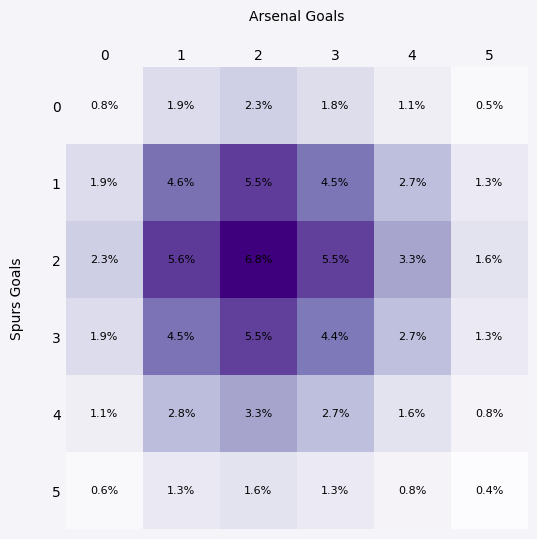 Arsenal Goals
0 1 2 3 4 5
0 0.8% 1.9% 2.3% 1.8% 1.1% 0.5%
1 1.9% 4.6% 5.5% 4.5% 2.7% 1.3%
2 2.3% 5.6% 6.8% 5.5% 3.3% 1.6%
3 1.9% 4.5% 5.5% 4.4% 2.7% 1.3%
4 1.1% 2.8% 3.3% 2.7% 1.6% 0.8%
5 0.6% 1.3% 1.6% 1.3% 0.8% 0.4%
Spurs Goals